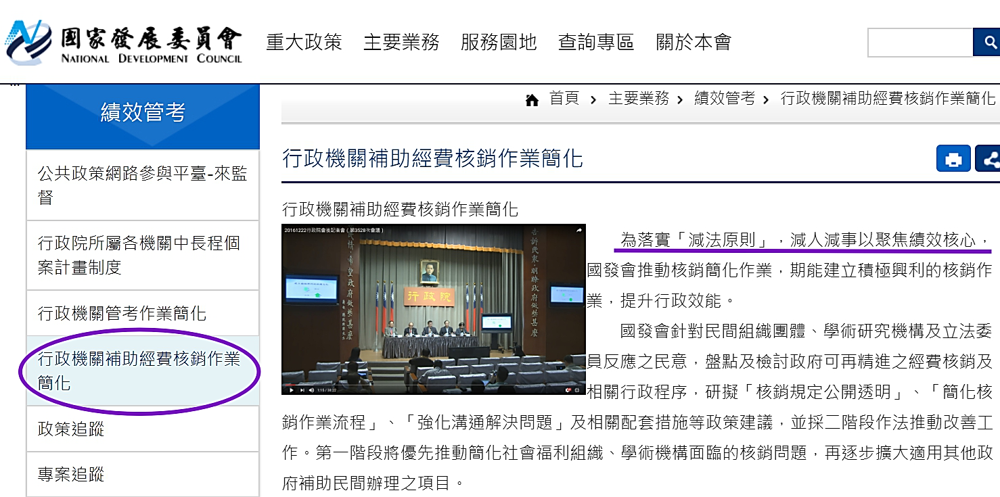 國家發展委員會
NATIONAL DEVELOPMENT COUNCIL
重大政策 主要業務 服務園地 查詢專區 關於本會
首頁 › 主要業務 › 績效管考 › 行政機關補助經費核銷作業簡化
績效管考
公共政策網路參與平臺-來監
督
行政院所屬各機關中長程個
案計畫制度
行政機關管考作業簡化
行政機關補助經費核銷作業
簡化
政策追蹤
專案追蹤
行政機關補助經費核銷作業簡化
行政機關補助經費核銷作業簡化
20161222行政院會後記者會(第3528次會議)
行政院
告訴民眾,明瞭政府做些甚麼
1:15 / 38:22
為落實「減法原則」,減人減事以聚焦績效核心,
國發會推動核銷簡化作業,期能建立積極興利的核銷作
業,提升行政效能。
國發會針對民間組織團體、學術研究機構及立法委
員反應之民意,盤點及檢討政府可再精進之經費核銷及
相關行政程序,研擬「核銷規定公開透明」、「簡化核
銷作業流程」、「強化溝通解決問題」及相關配套措施等政策建議,並採二階段作法推動改善工
作。第一階段將優先推動簡化社會福利組織、學術機構面臨的核銷問題,再逐步擴大適用其他政
府補助民間辦理之項目。